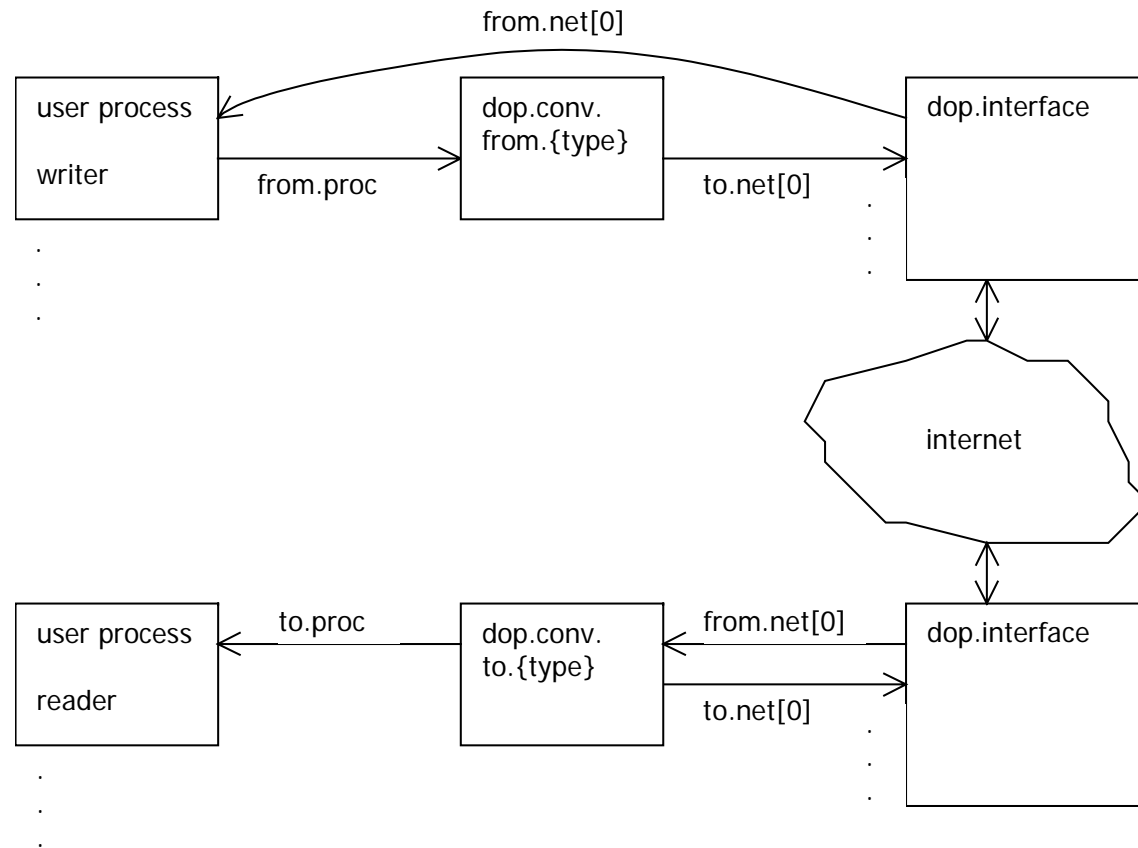 from.net[0]
user process
writer
from.proc
dop.conv.
from.{type}
to.net[0]
dop.interface
.
.
.
.
.
.
internet
user process
reader
to.proc
dop.conv.
to.{type}
from.net[0]
to.net[0]
dop.interface
.
.
.
.
.
.